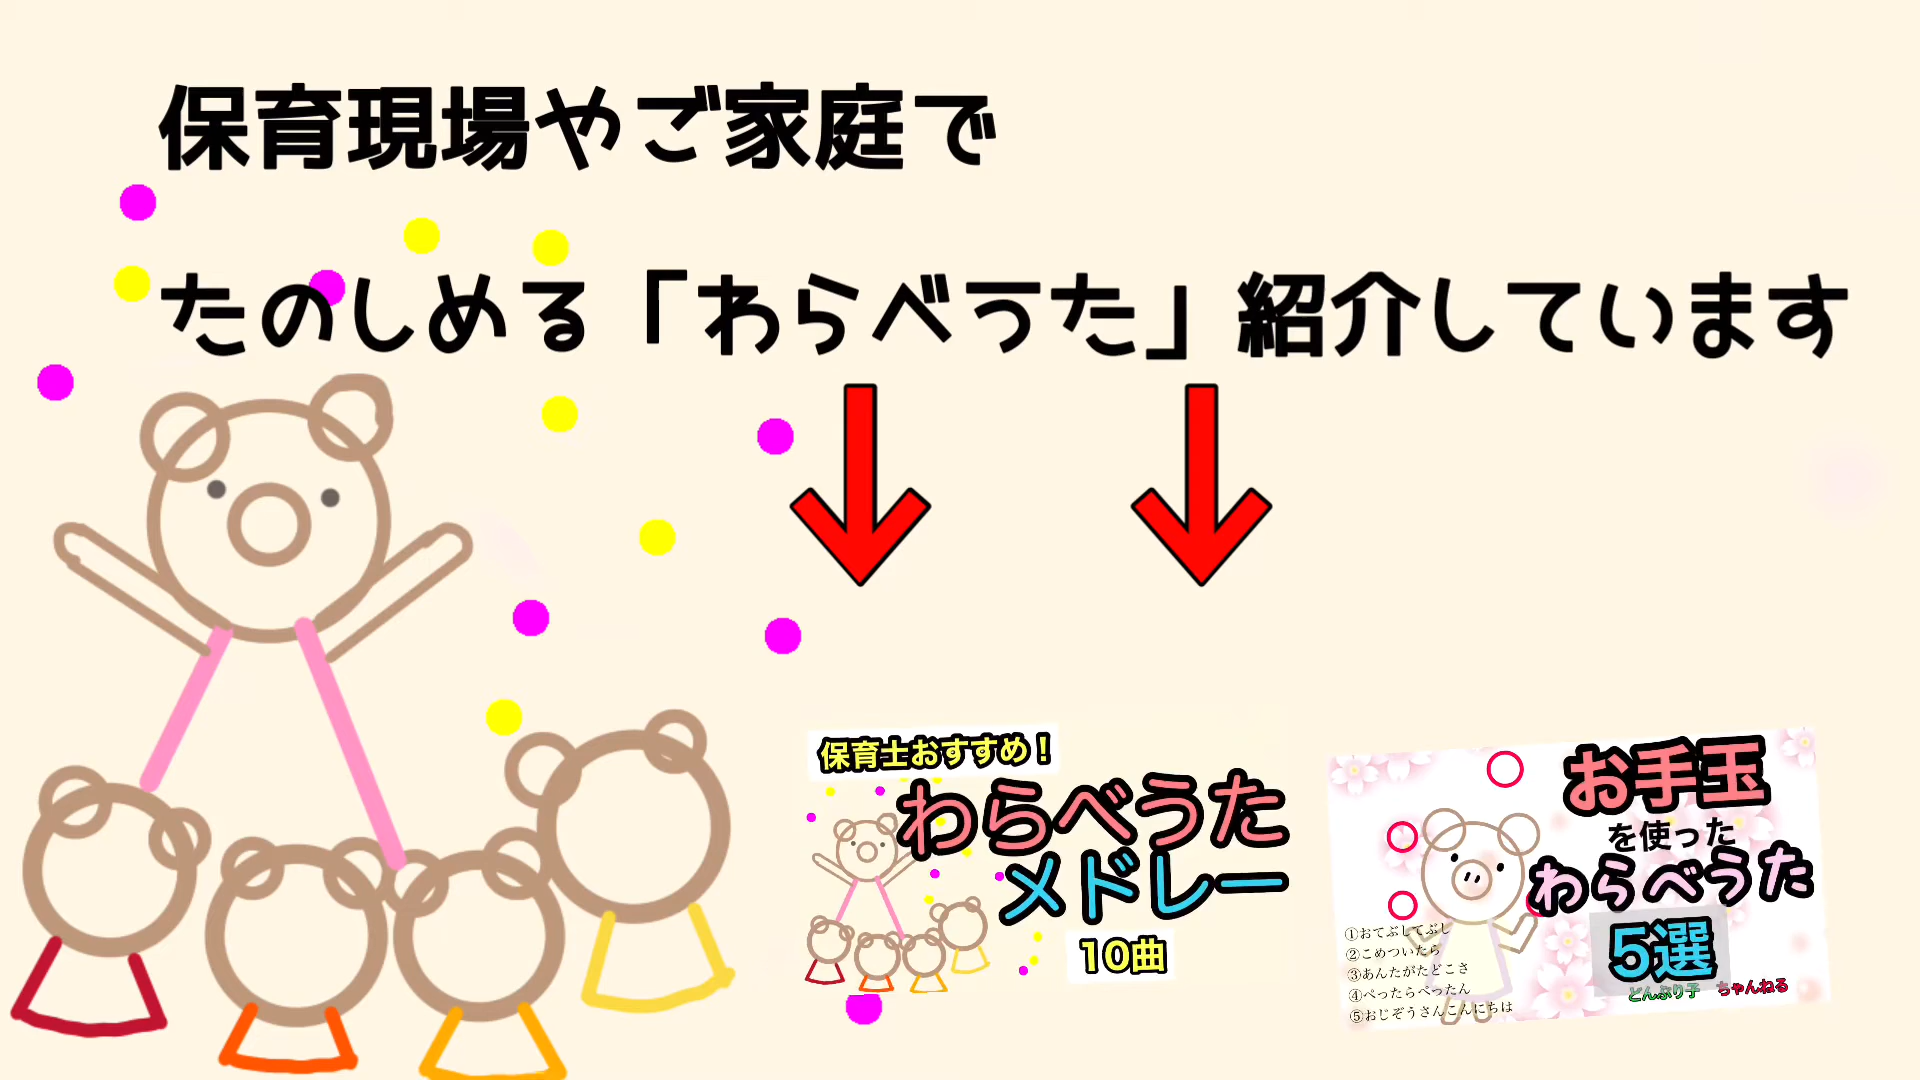 保育現場やご家庭で
たのしめる「わらべうた」紹介しています
保育士おすすめ！
わらべうた
メドレー
10曲
お手玉
を使った
わらべうた
5選
①おてぶしてぶし
②こめついたら
③あんたがたどこさ
④ぺったらぺったん
⑤おじぞうさんこんにちは
どんぶり子 ちゃんねる